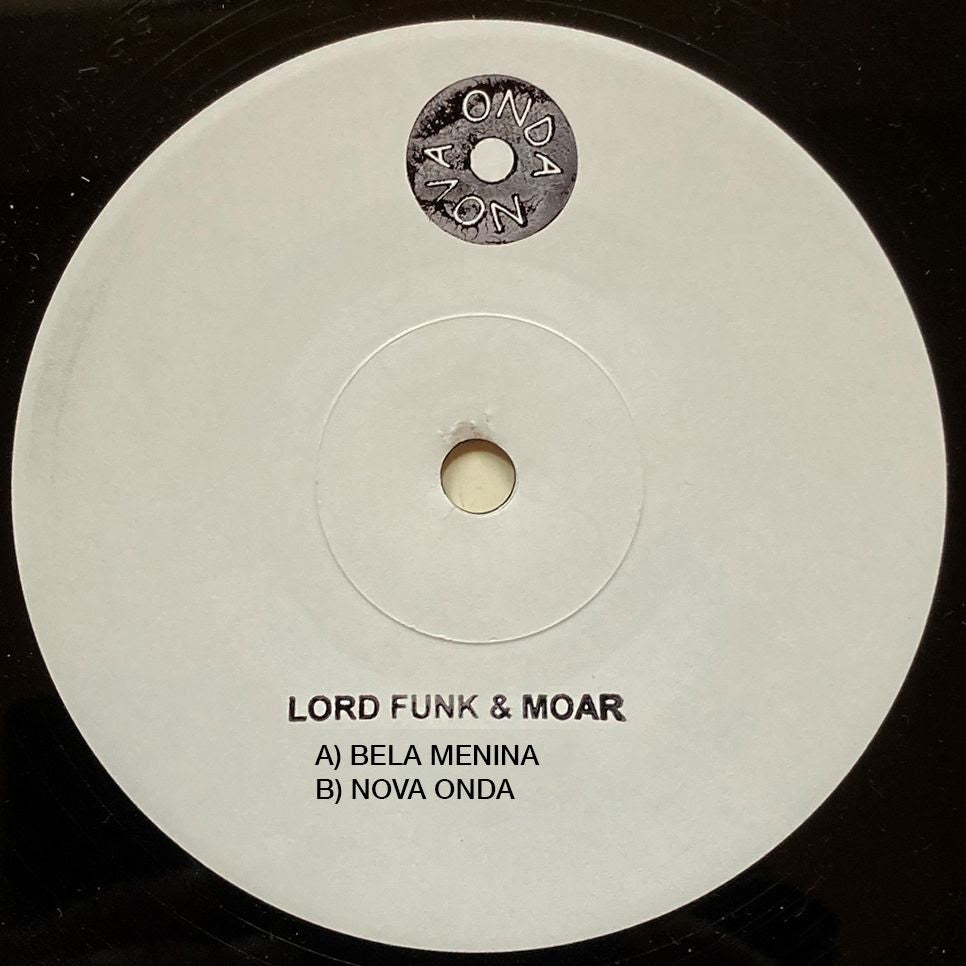 NOVA ONDA
LORD FUNK & MOAR
A) BELA MENINA
B) NOVA ONDA